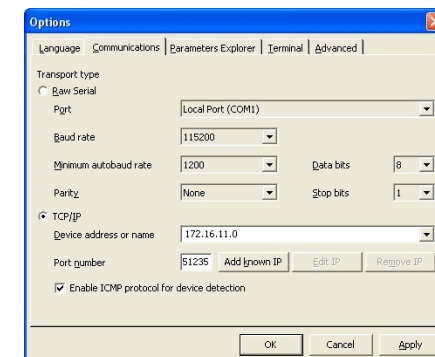 Options
Language Communications Parameters Explorer Terminal Advanced
Transport type
Raw Serial
Port Local Port (COM1)
Baud rate 115200
Minimum autobaud rate 1200 Data bits 8
Parity None Stop bits 1
TCP/IP
Device address or name 172.16.11.0
Port number 51235 Add known IP Edit IP Remove IP
Enable ICMP protocol for device detection
OK Cancel Apply